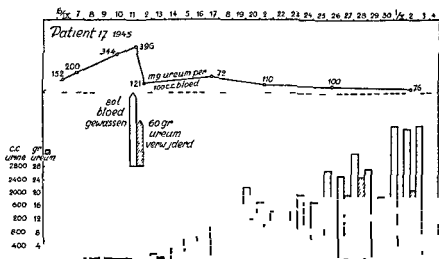 6/IX 7 8 9 10 11 12 13 14 15 16 17 18 19 20 21 22 23 24 25 26 27 28 29 30 1/X 2 3 4
Patient 17 1945
152 200 344 396 121 72 110 100 76
mg ureum per
100 cc. bloed
80l
bloed
gewassen
60 gr
ureum
verwijderd
c.c gr
urine ureum
2800 28
2400 24
2000 20
1600 16
1200 12
800 8
400 4